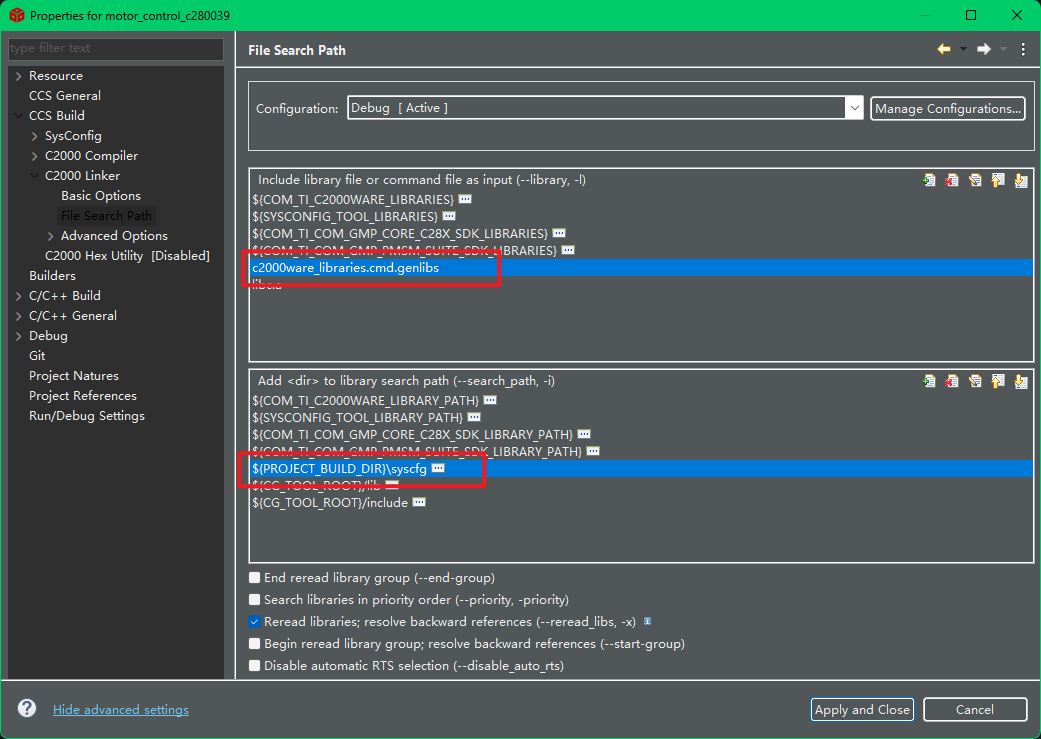 Properties for motor_control_c280039
type filter text
Resource
CCS General
CCS Build
SysConfig
C2000 Compiler
C2000 Linker
Basic Options
File Search Path
Advanced Options
C2000 Hex Utility [Disabled]
Builders
C/C++ Build
C/C++ General
Debug
Git
Project Natures
Project References
Run/Debug Settings
File Search Path
Configuration: Debug [ Active ] Manage Configurations...
Include library file or command file as input (--library, -l)
${COM_TI_C2000WARE_LIBRARIES}
${SYSCONFIG_TOOL_LIBRARIES}
${COM_TI_COM_GMP_CORE_C28X_SDK_LIBRARIES}
${COM_TI_COM_GMP_PMSM_SUITE_SDK_LIBRARIES}
c2000ware_libraries.cmd.genlibs
libc.a
Add <dir> to library search path (--search_path, -i)
${COM_TI_C2000WARE_LIBRARY_PATH}
${SYSCONFIG_TOOL_LIBRARY_PATH}
${COM_TI_COM_GMP_CORE_C28X_SDK_LIBRARY_PATH}
${COM_TI_COM_GMP_PMSM_SUITE_SDK_LIBRARY_PATH}
${PROJECT_BUILD_DIR}\syscfg
${CG_TOOL_ROOT}/lib
${CG_TOOL_ROOT}/include
End reread library group (--end-group)
Search libraries in priority order (--priority, -priority)
Reread libraries; resolve backward references (--reread_libs, -x)
Begin reread library group; resolve backward references (--start-group)
Disable automatic RTS selection (--disable_auto_rts)
Hide advanced settings
Apply and Close
Cancel